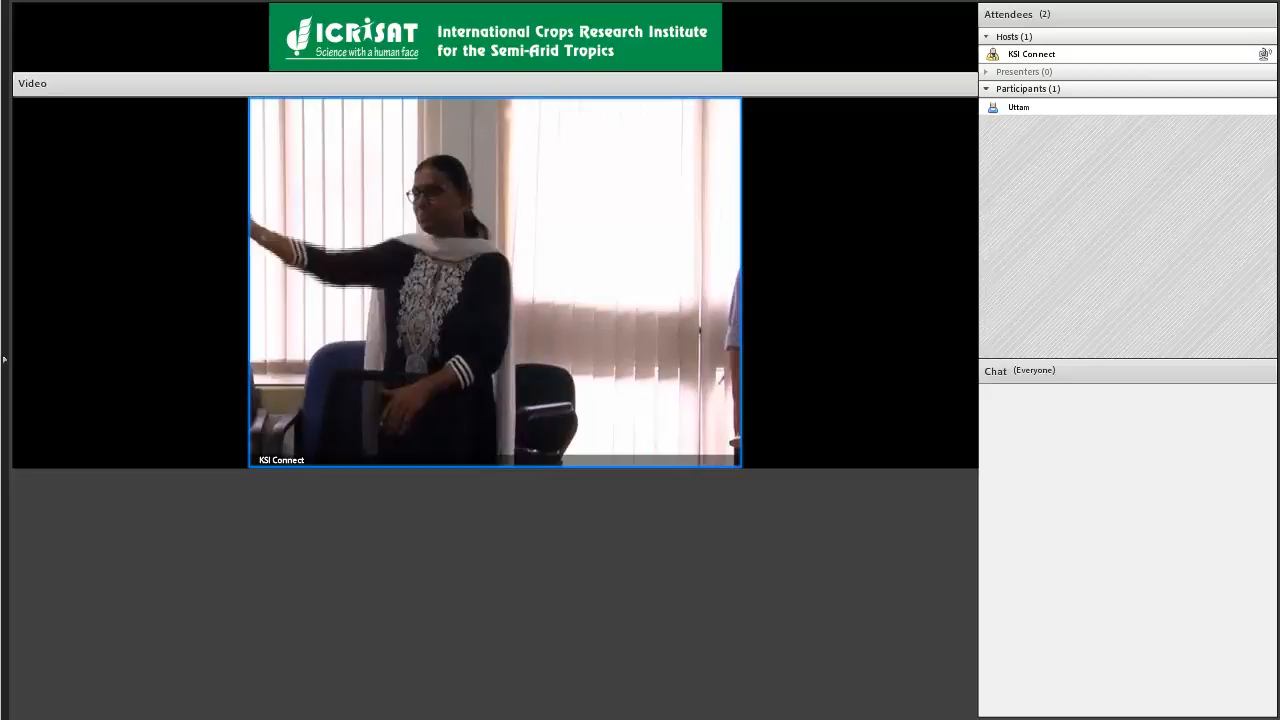 ICRISAT
Science with a human face
International Crops Research Institute
for the Semi-Arid Tropics
Video
KSI Connect
Attendees (2)
Hosts (1)
KSI Connect
Presenters (0)
Participants (1)
Uttam
Chat (Everyone)